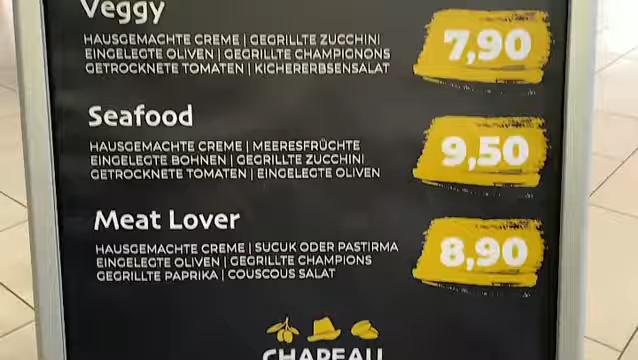 Veggy
HAUSGEMACHTE CREME | GEGRILLTE ZUCCHINI
EINGELEGTE OLIVEN | GEGRILLTE CHAMPIGNONS
GETROCKNETE TOMATEN | KICHERERBSENSALAT
7,90
Seafood
HAUSGEMACHTE CREME | MEERESFRÜCHTE
EINGELEGTE BOHNEN | GEGRILLTE ZUCCHINI
GETROCKNETE TOMATEN | EINGELEGTE OLIVEN
9,50
Meat Lover
HAUSGEMACHTE CREME | SUCUK ODER PASTIRMA
EINGELEGTE OLIVEN | GEGRILLTE CHAMPIONS
GEGRILLTE PAPRIKA | COUSCOUS SALAT
8,90
CHAPEAU